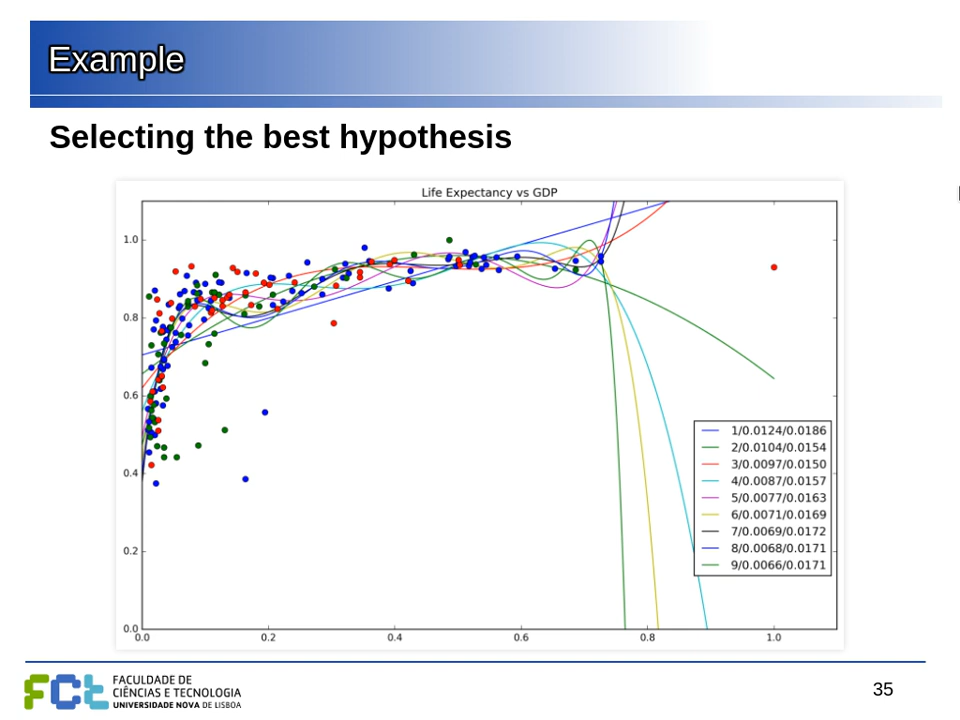 Example
Selecting the best hypothesis
Life Expectancy vs GDP
1.0
0.8
0.6
0.4
0.2
0.0
0.0 0.2 0.4 0.6 0.8 1.0
1/0.0124/0.0186
2/0.0104/0.0154
3/0.0097/0.0150
4/0.0087/0.0157
5/0.0077/0.0163
6/0.0071/0.0169
7/0.0069/0.0172
8/0.0068/0.0171
9/0.0066/0.0171
FCt
FACULDADE DE
CIÊNCIAS E TECNOLOGIA
UNIVERSIDADE NOVA DE LISBOA
35